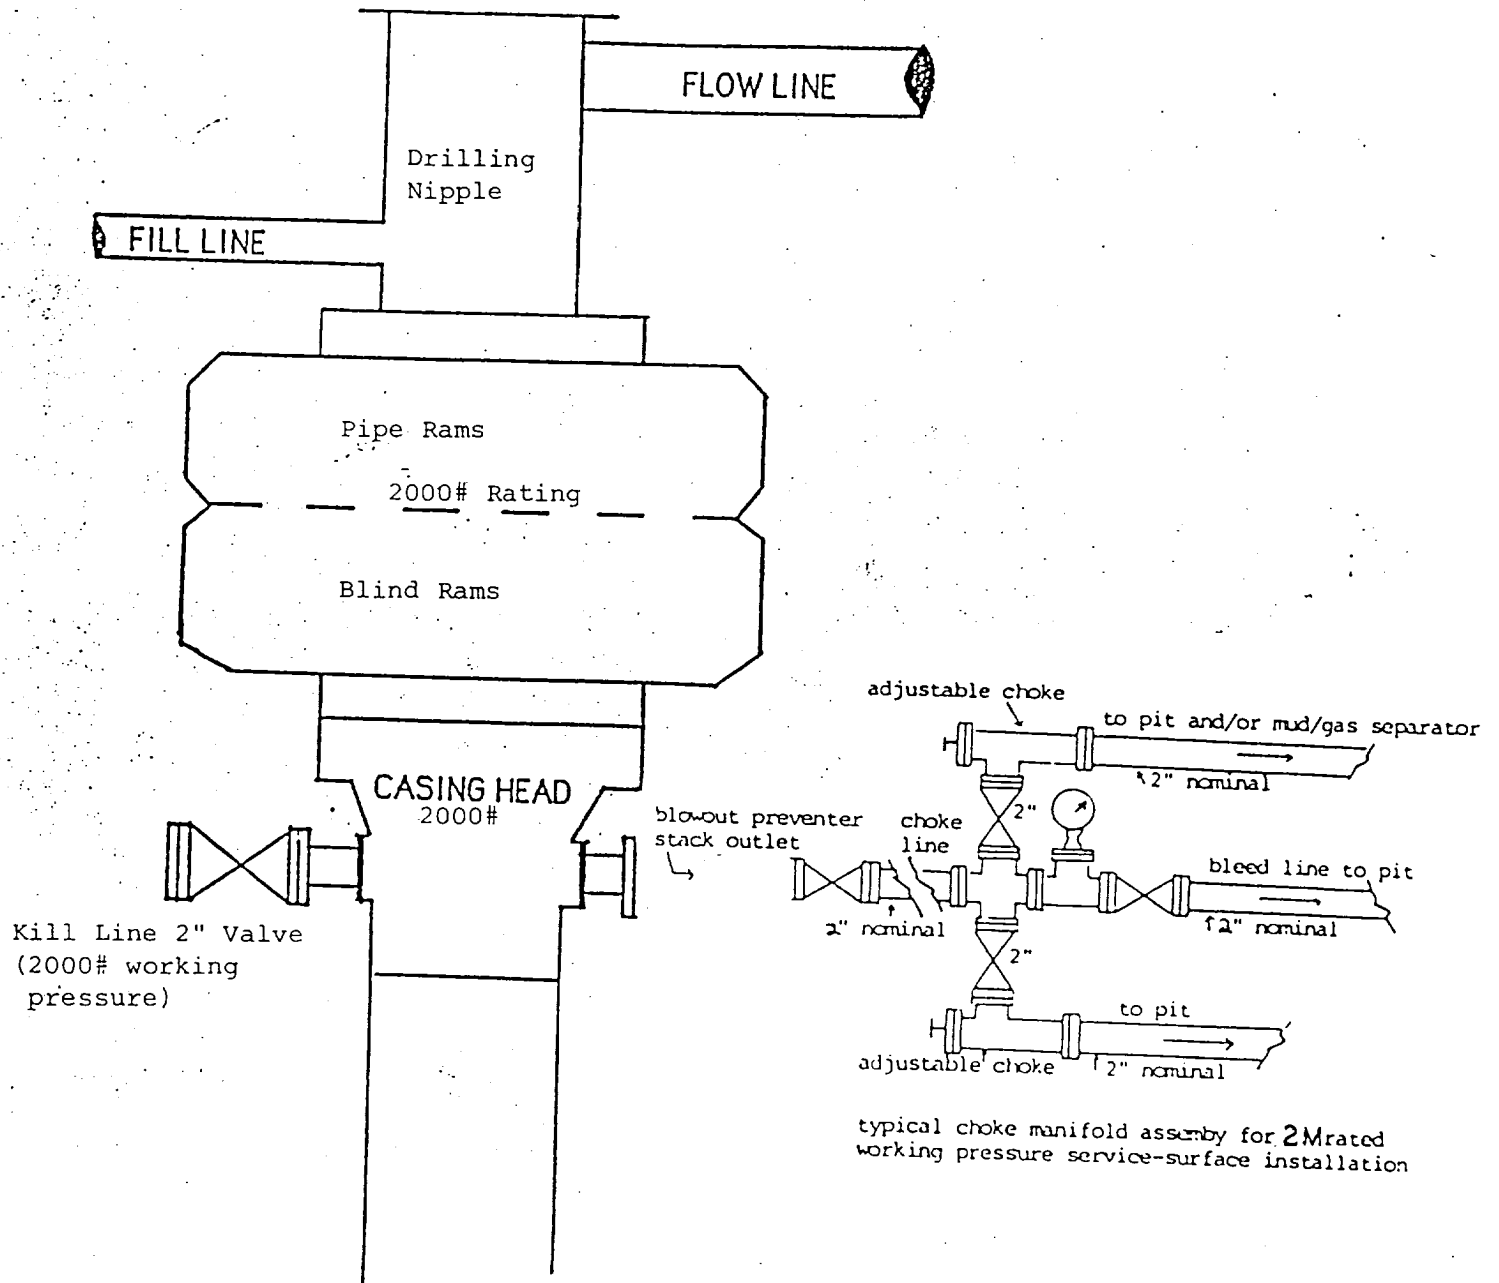 FLOW LINE
Drilling
Nipple
FILL LINE
Pipe Rams
2000# Rating
Blind Rams
CASING HEAD
2000#
Kill Line 2" Valve
(2000# working
pressure)
adjustable choke
to pit and/or mud/gas separator
2" nominal
2"
blowout preventer
stack outlet
choke
line
bleed line to pit
2" nominal
2" nominal
2"
to pit
adjustable choke
2" nominal
typical choke manifold assemby for 2M rated
working pressure service-surface installation